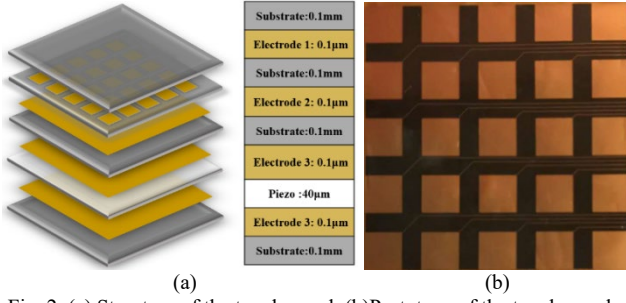 Substrate:0.1mm
Electrode 1: 0.1μm
Substrate:0.1mm
Electrode 2: 0.1μm
Substrate:0.1mm
Electrode 3: 0.1μm
Piezo :40μm
Electrode 3: 0.1μm
Substrate:0.1mm
(a) (b)